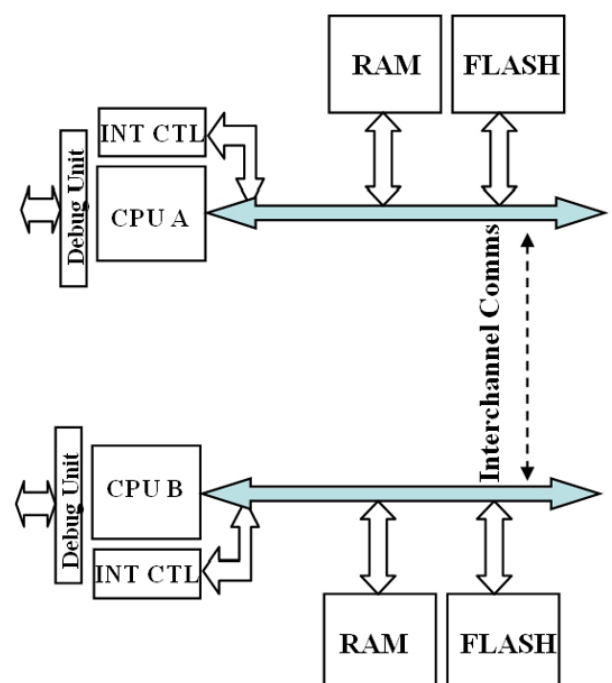 RAM
FLASH
INT CTL
Debug Unit
CPU A
Interchannel Comms
CPU B
Debug Unit
INT CTL
RAM
FLASH